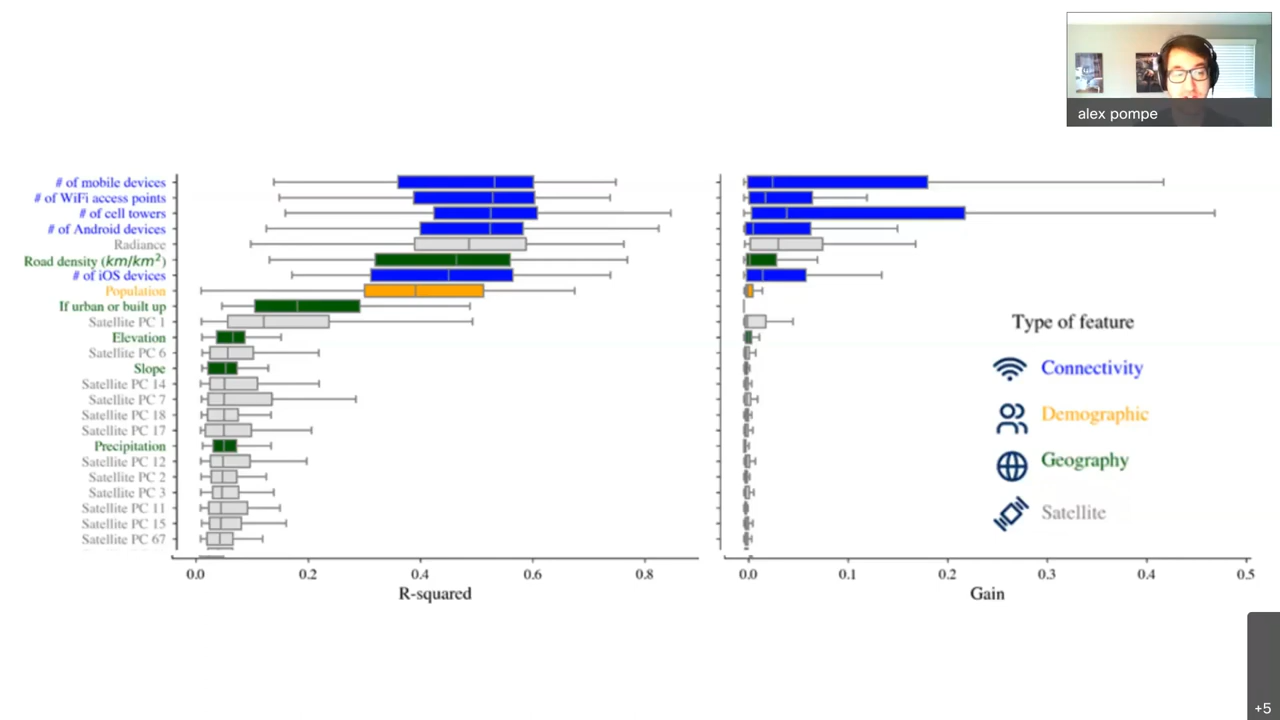 alex pompe
# of mobile devices
# of WiFi access points
# of cell towers
# of Android devices
Radiance
Road density (km/km²)
# of iOS devices
Population
If urban or built up
Satellite PC 1
Elevation
Satellite PC 6
Slope
Satellite PC 14
Satellite PC 7
Satellite PC 18
Satellite PC 17
Precipitation
Satellite PC 12
Satellite PC 2
Satellite PC 3
Satellite PC 11
Satellite PC 15
Satellite PC 67
0.0 0.2 0.4 0.6 0.8
R-squared
Type of feature
Connectivity
Demographic
Geography
Satellite
0.0 0.1 0.2 0.3 0.4 0.5
Gain
+5